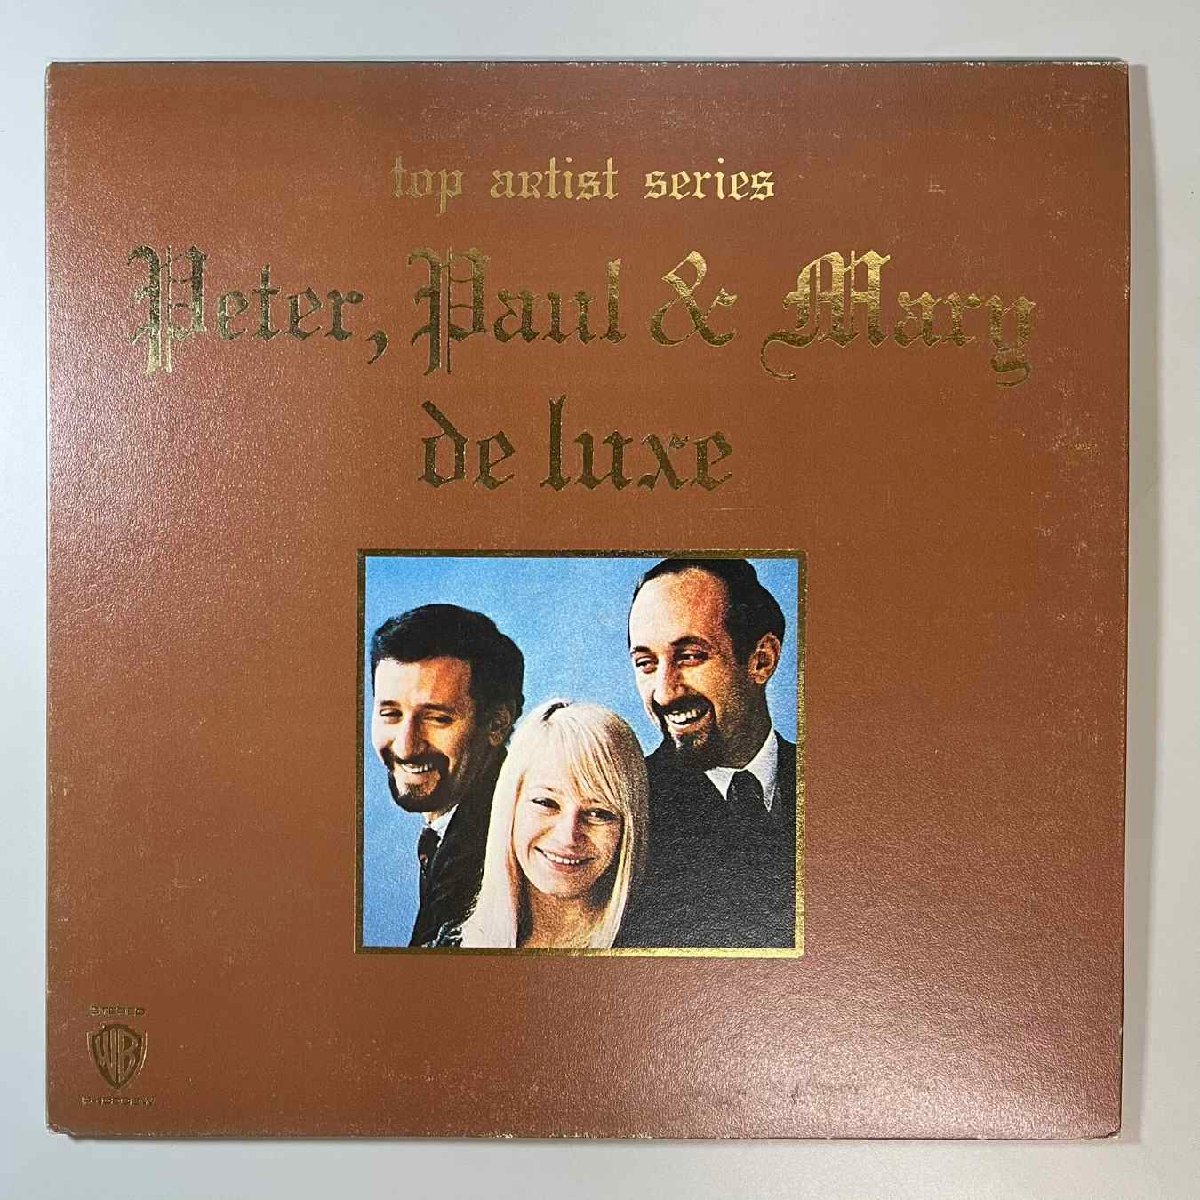 top artist series
Peter, Paul & Mary
de luxe
STEREO
WB